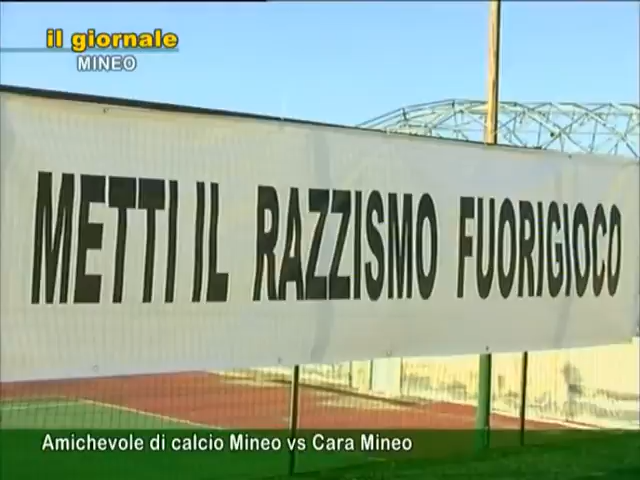 il giornale
MINEO
METTI IL RAZZISMO FUORIGIOCO
Amichevole di calcio Mineo vs Cara Mineo